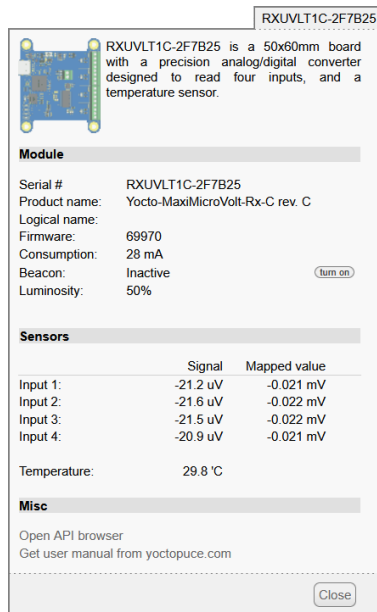 RXUVLT1C-2F7B25
RXUVLT1C-2F7B25 is a 50x60mm board
with a precision analog/digital converter
designed to read four inputs, and a
temperature sensor.
Module
Serial # RXUVLT1C-2F7B25
Product name: Yocto-MaxiMicroVolt-Rx-C rev. C
Logical name:
Firmware: 69970
Consumption: 28 mA
Beacon: Inactive turn on
Luminosity: 50%
Sensors
Signal Mapped value
Input 1: -21.2 uV -0.021 mV
Input 2: -21.6 uV -0.022 mV
Input 3: -21.5 uV -0.022 mV
Input 4: -20.9 uV -0.021 mV
Temperature: 29.8 'C
Misc
Open API browser
Get user manual from yoctopuce.com
Close